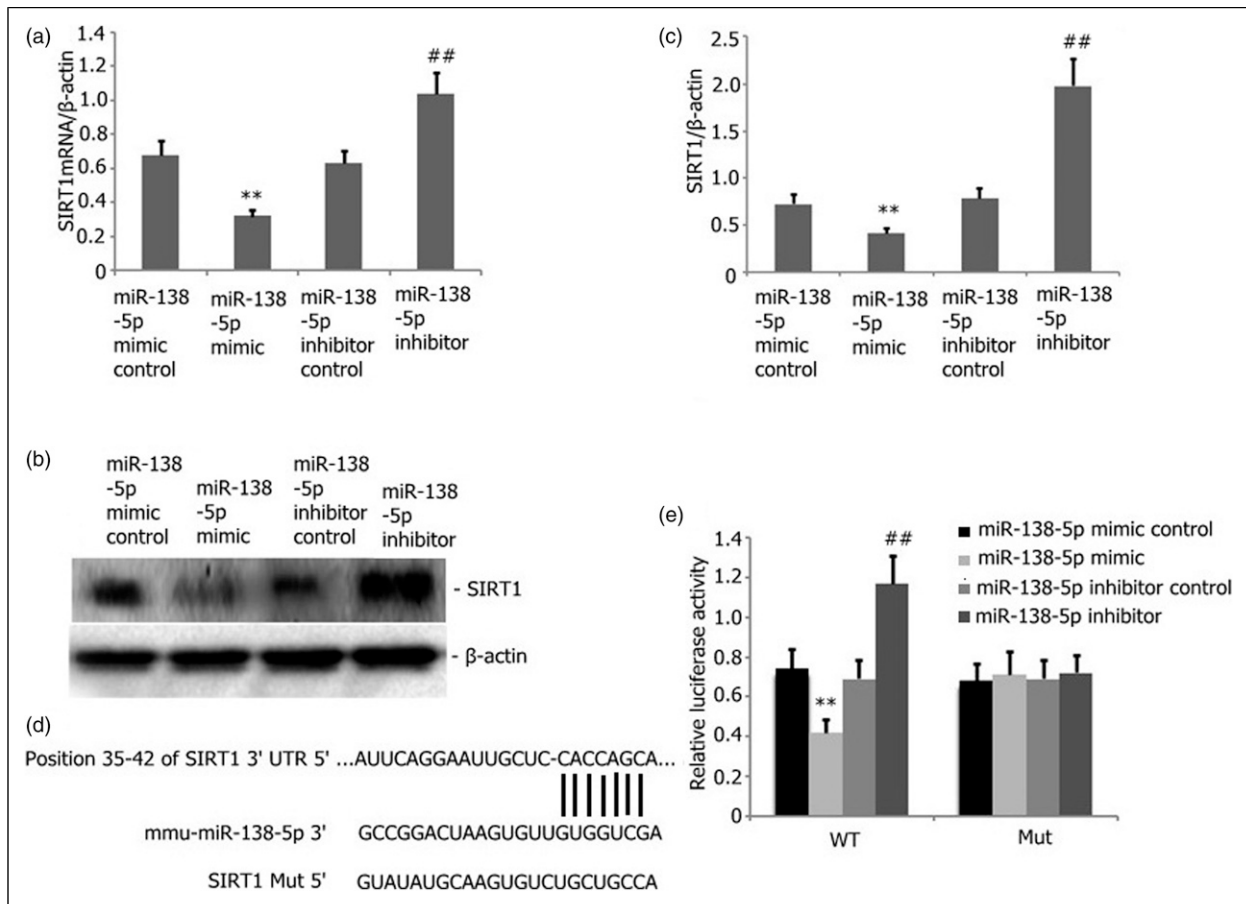 (a)
1.4
1.2
1.0
0.8
0.6
0.4
0.2
0
SIRT1mRNA/β-actin
**
##
miR-138
-5p
mimic
control
miR-138
-5p
mimic
miR-138
-5p
inhibitor
control
miR-138
-5p
inhibitor
(c)
2.5
2.0
1.5
1.0
0.5
0
SIRT1/β-actin
**
##
miR-138
-5p
mimic
control
miR-138
-5p
mimic
miR-138
-5p
inhibitor
control
miR-138
-5p
inhibitor
(b)
miR-138
-5p
mimic
control
miR-138
-5p
mimic
miR-138
-5p
inhibitor
control
miR-138
-5p
inhibitor
- SIRT1
- β-actin
(d)
Position 35-42 of SIRT1 3' UTR 5' ...AUUCAGGAAUUGCUC-CACCAGCA...
mmu-miR-138-5p 3' GCCGGACUAAGUGUUGUGGUCGA
SIRT1 Mut 5' GUAUAUGCAAGUGUCUGCUGCCA
(e)
miR-138-5p mimic control
miR-138-5p mimic
miR-138-5p inhibitor control
miR-138-5p inhibitor
1.4
1.2
1.0
0.8
0.6
0.4
0.2
0
Relative luciferase activity
**
##
WT
Mut